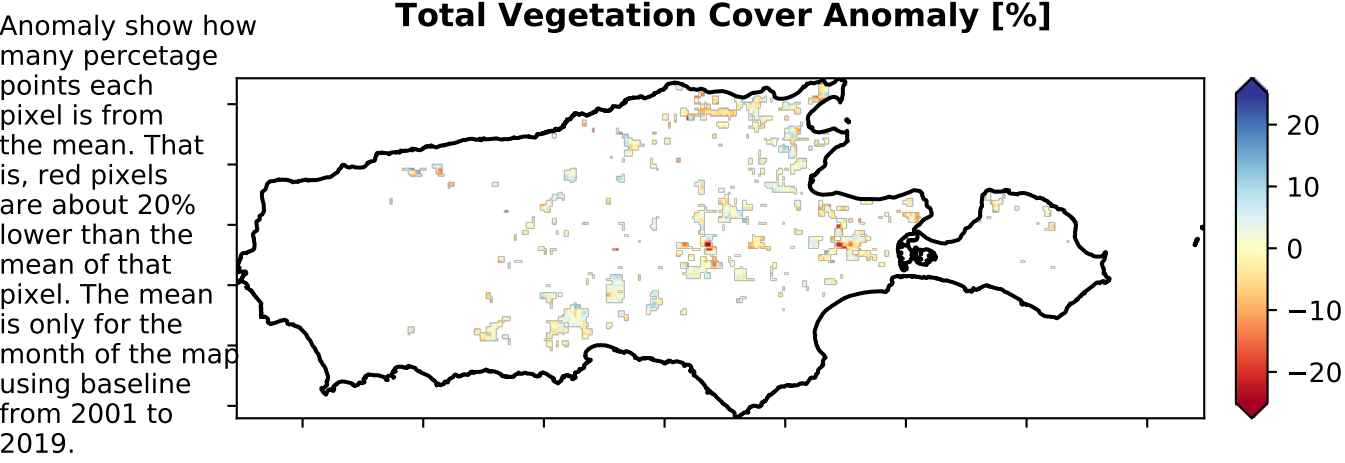 Total Vegetation Cover Anomaly [%]
Anomaly show how
many percetage
points each
pixel is from
the mean. That
is, red pixels
are about 20%
lower than the
mean of that
pixel. The mean
is only for the
month of the map
using baseline
from 2001 to
2019.
20
10
0
−10
−20